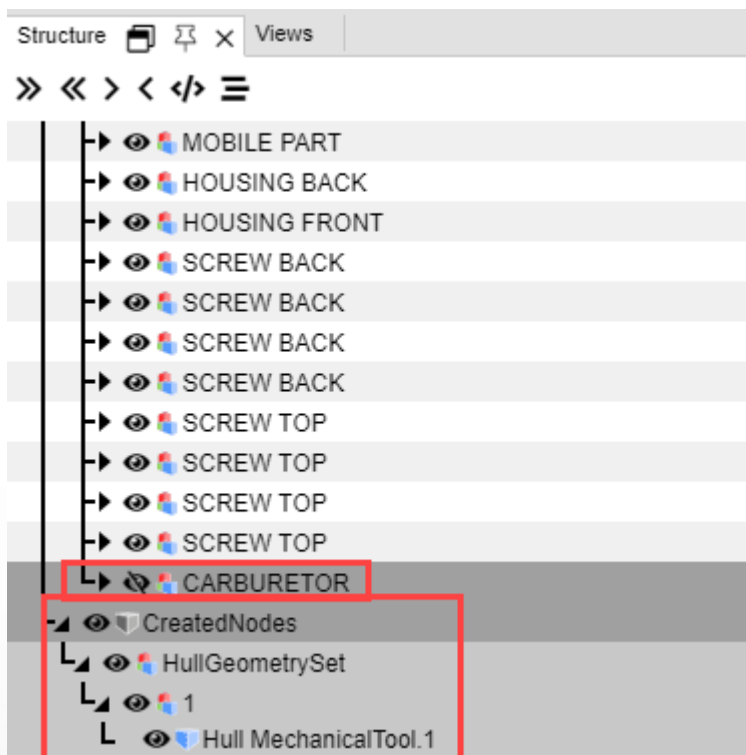 Structure Views
MOBILE PART
HOUSING BACK
HOUSING FRONT
SCREW BACK
SCREW BACK
SCREW BACK
SCREW BACK
SCREW TOP
SCREW TOP
SCREW TOP
SCREW TOP
CARBURETOR
CreatedNodes
HullGeometrySet
1
Hull MechanicalTool.1